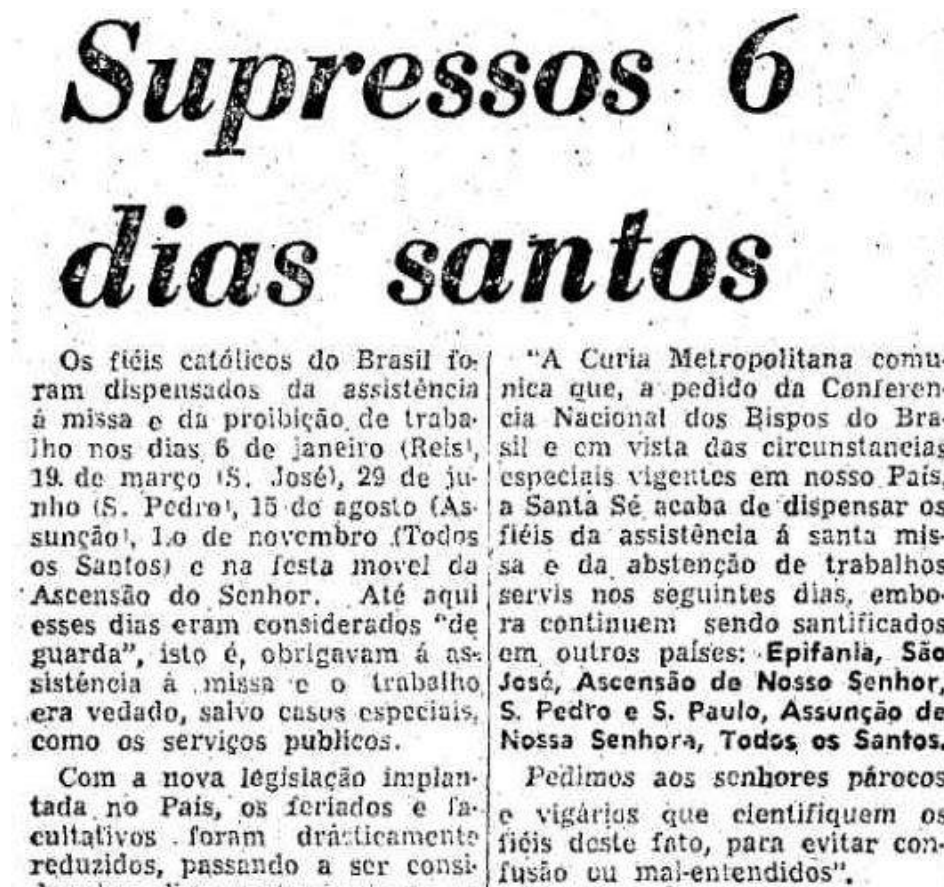 Supressos 6
dias santos
Os fiéis católicos do Brasil fo-
ram dispensados da assistência
á missa e da proibição de traba-
lho nos dias 6 de janeiro (Reis),
19 de março (S. José), 29 de ju-
nho (S. Pedro), 15 de agosto (As-
sunção), 1.o de novembro (Todos
os Santos) e na festa movel da
Ascensão do Senhor. Até aqui
esses dias eram considerados "de
guarda", isto é, obrigavam á as-
sistência à missa e o trabalho
era vedado, salvo casos especiais,
como os serviços publicos.
Com a nova législação implan-
tada no País, os feriados e fa-
cultativos foram drásticamente
reduzidos, passando a ser consi-
"A Curia Metropolitana comu-
nica que, a pedido da Conferen-
cia Nacional dos Bispos do Bra-
sil e em vista das circunstancias
especiais vigentes em nosso País,
a Santa Sé acaba de dispensar os
fiéis da assistência á santa mis-
sa e da abstenção de trabalhos
servis nos seguintes dias, embo-
ra continuem sendo santificados
em outros países: Epifania, São
José, Ascensão de Nosso Senhor,
S. Pedro e S. Paulo, Assunção de
Nossa Senhora, Todos os Santos.
Pedimos aos senhores párocos
e vigários que cientifiquem os
fiéis deste fato, para evitar con-
fusão ou mal-entendidos".